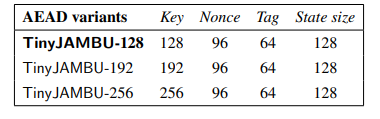 AEAD variants Key Nonce Tag State size
TinyJAMBU-128 128 96 64 128
TinyJAMBU-192 192 96 64 128
TinyJAMBU-256 256 96 64 128